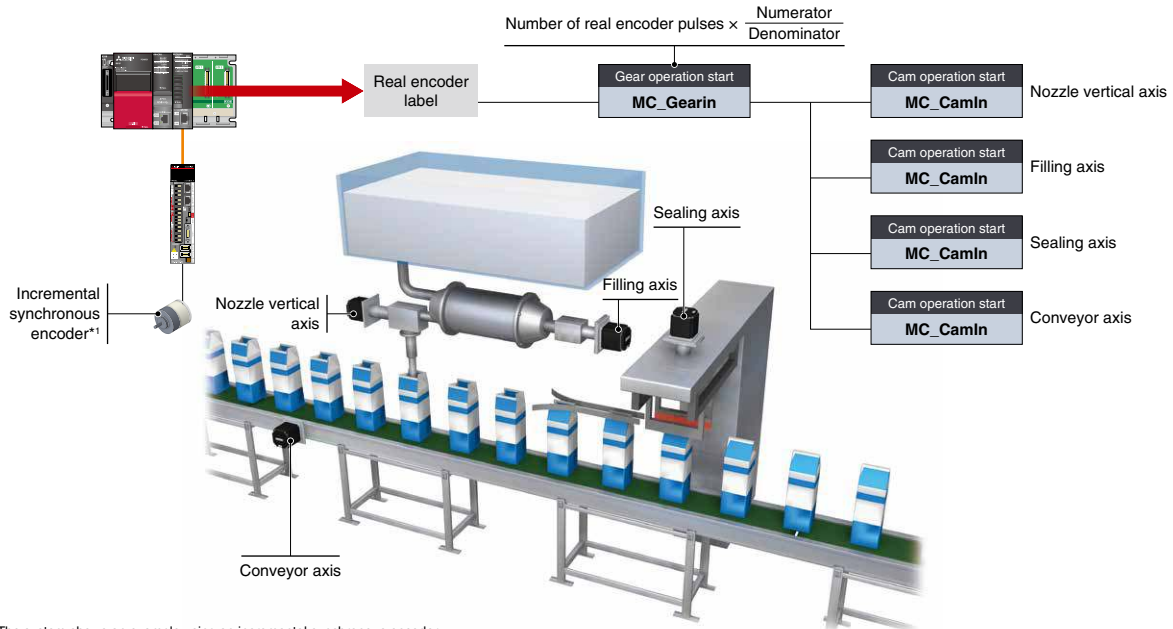 Number of real encoder pulses × Numerator
Denominator
Real encoder
label
Gear operation start
MC_Gearin
Cam operation start
MC_CamIn
Nozzle vertical axis
Cam operation start
MC_CamIn
Filling axis
Cam operation start
MC_CamIn
Sealing axis
Cam operation start
MC_CamIn
Conveyor axis
Sealing axis
Filling axis
Nozzle vertical
axis
Incremental
synchronous
encoder*1
Conveyor axis